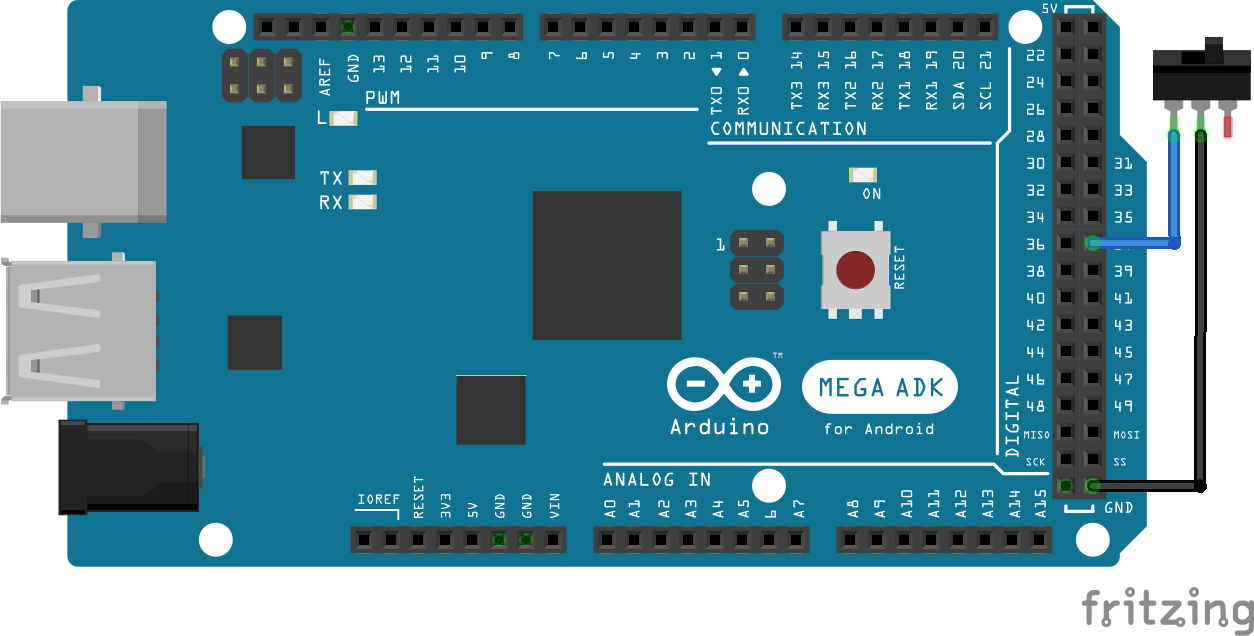 5V
AREF GND 13 12 11 10 9 8
7 6 5 4 3 2 TX0 1 RX0 0
TX3 14 RX3 15 TX2 16 RX2 17 TX1 18 RX1 19 SDA 20 SCL 21
PWM
L
COMMUNICATION
TX
RX
ON
1
RESET
22
24
26
28
30 31
32 33
34 35
36
38 39
40 41
42 43
44 45
46 47
48 49
MISO MOSI
SCK SS
GND
DIGITAL
TM
Arduino
MEGA ADK
for Android
ANALOG IN
IOREF RESET 3V3 5V GND GND VIN
A0 A1 A2 A3 A4 A5 6 A7
A8 A9 A10 A11 A12 A13 A14 A15
fritzing